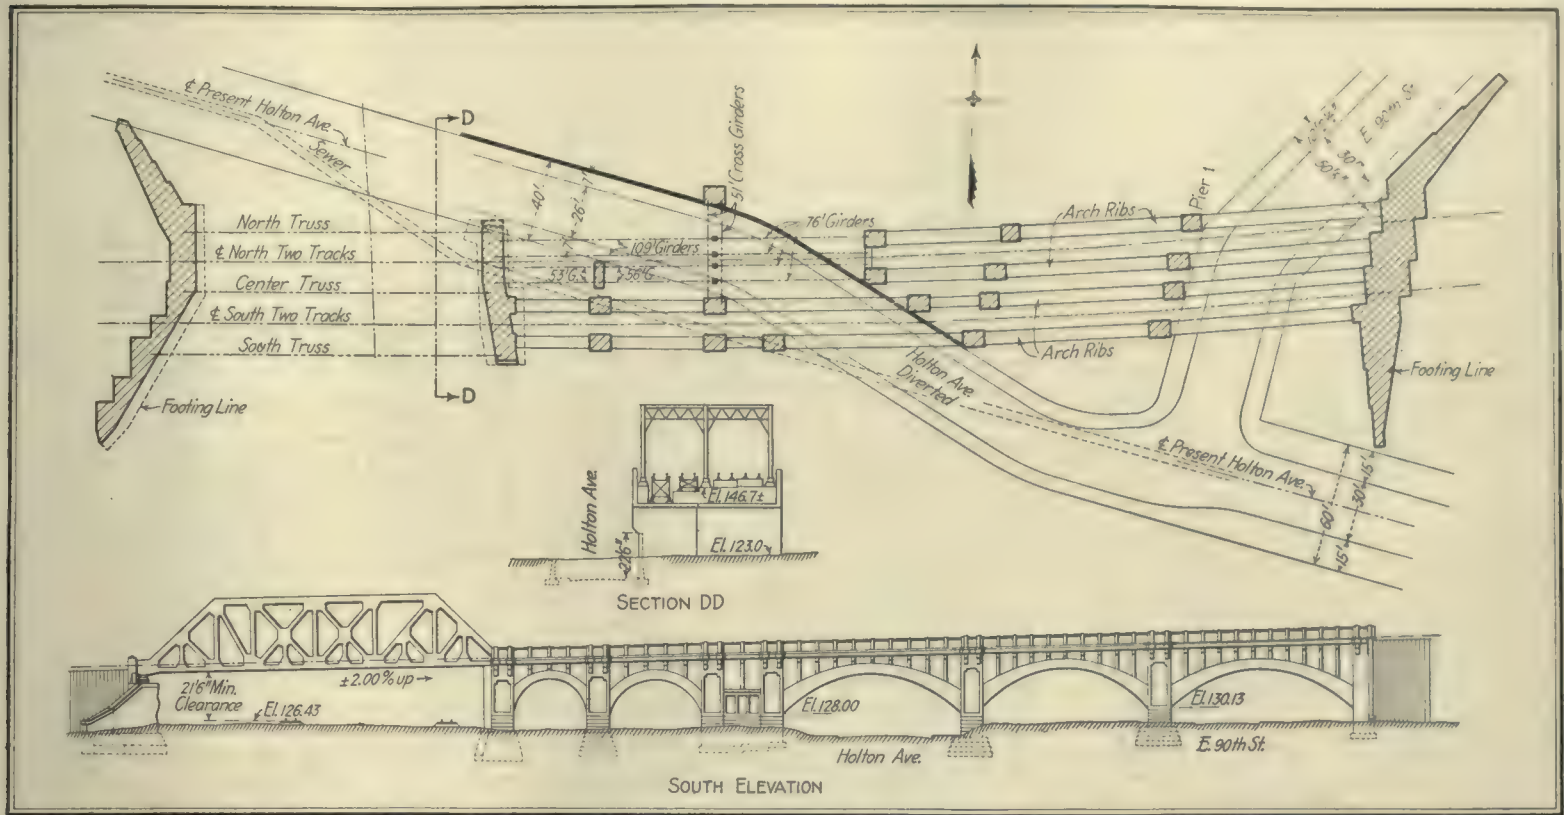 ℄ Present Holton Ave.
Sewer
D
North Truss
℄ North Two Tracks
Center Truss
℄ South Two Tracks
South Truss
D
Footing Line
40'
26'
51' Cross Girders
109' Girders
53' G.
56' G.
76' Girders
Arch Ribs
Pier 1
E. 90th St.
30'
Arch Ribs
Footing Line
Holton Ave.
Diverted
℄ Present Holton Ave.
60'
15'
30'
15'
Holton Ave.
El. 146.7±
22'6"
El. 123.0
SECTION DD
21'6" Min.
Clearance
El. 126.43
±2.00% up
El. 128.00
El. 130.13
Holton Ave.
E. 90th St.
SOUTH ELEVATION